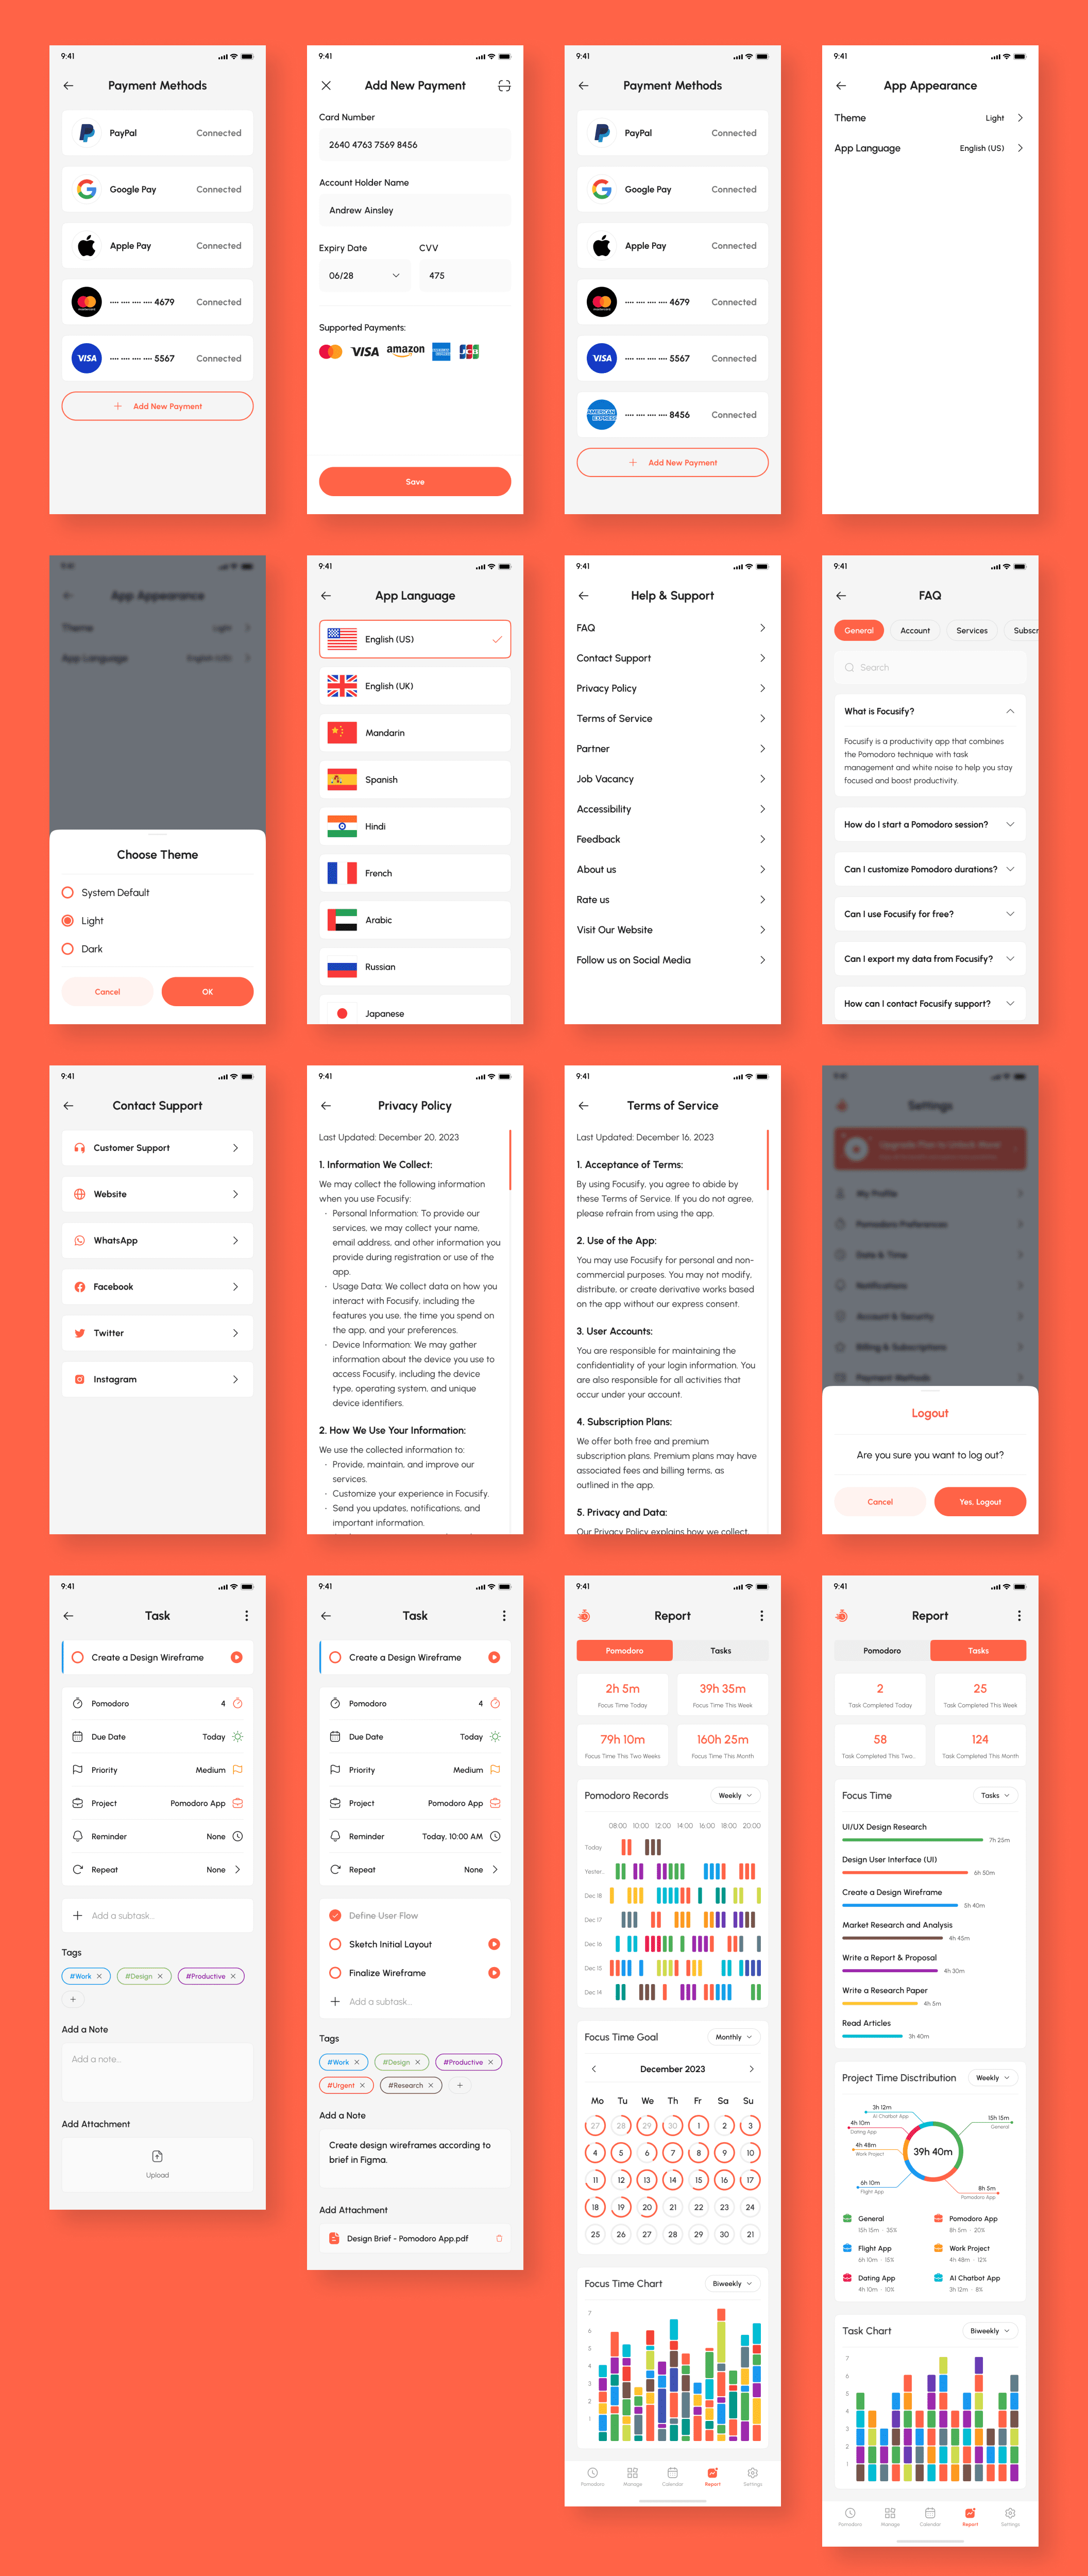 9:41
Payment Methods
PayPal Connected
Google Pay Connected
Apple Pay Connected
mastercard
•••• •••• •••• 4679 Connected
VISA •••• •••• •••• 5567 Connected
+ Add New Payment
9:41
Add New Payment
Card Number
2640 4763 7569 8456
Account Holder Name
Andrew Ainsley
Expiry Date CVV
06/28 475
Supported Payments:
VISA amazon AMERICAN EXPRESS JCB
Save
9:41
Payment Methods
PayPal Connected
Google Pay Connected
Apple Pay Connected
mastercard
•••• •••• •••• 4679 Connected
VISA •••• •••• •••• 5567 Connected
AMERICAN EXPRESS •••• •••• •••• 8456 Connected
+ Add New Payment
9:41
App Appearance
Theme Light
App Language English (US)
9:41
App Appearance
Theme Light
App Language English (US)
Choose Theme
System Default
Light
Dark
Cancel OK
9:41
App Language
English (US)
English (UK)
Mandarin
Spanish
Hindi
French
Arabic
Russian
Japanese
9:41
Help & Support
FAQ
Contact Support
Privacy Policy
Terms of Service
Partner
Job Vacancy
Accessibility
Feedback
About us
Rate us
Visit Our Website
Follow us on Social Media
9:41
FAQ
General Account Services Subscr
Search
What is Focusify?
Focusify is a productivity app that combines
the Pomodoro technique with task
management and white noise to help you stay
focused and boost productivity.
How do I start a Pomodoro session?
Can I customize Pomodoro durations?
Can I use Focusify for free?
Can I export my data from Focusify?
How can I contact Focusify support?
9:41
Contact Support
Customer Support
Website
WhatsApp
Facebook
Twitter
Instagram
9:41
Privacy Policy
Last Updated: December 20, 2023
1. Information We Collect:
We may collect the following information
when you use Focusify:
· Personal Information: To provide our
services, we may collect your name,
email address, and other information you
provide during registration or use of the
app.
· Usage Data: We collect data on how you
interact with Focusify, including the
features you use, the time you spend on
the app, and your preferences.
· Device Information: We may gather
information about the device you use to
access Focusify, including the device
type, operating system, and unique
device identifiers.
2. How We Use Your Information:
We use the collected information to:
· Provide, maintain, and improve our
services.
· Customize your experience in Focusify.
· Send you updates, notifications, and
important information.
9:41
Terms of Service
Last Updated: December 16, 2023
1. Acceptance of Terms:
By using Focusify, you agree to abide by
these Terms of Service. If you do not agree,
please refrain from using the app.
2. Use of the App:
You may use Focusify for personal and non-
commercial purposes. You may not modify,
distribute, or create derivative works based
on the app without our express consent.
3. User Accounts:
You are responsible for maintaining the
confidentiality of your login information. You
are also responsible for all activities that
occur under your account.
4. Subscription Plans:
We offer both free and premium
subscription plans. Premium plans may have
associated fees and billing terms, as
outlined in the app.
5. Privacy and Data:
Our Privacy Policy explains how we collect,
Settings
Upgrade Plan to Unlock More!
My Profile
Pomodoro Preferences
Date & Time
Notifications
Account & Security
Billing & Subscriptions
Payment Methods
Logout
Are you sure you want to log out?
Cancel Yes, Logout
9:41
Task
Create a Design Wireframe
Pomodoro 4
Due Date Today
Priority Medium
Project Pomodoro App
Reminder None
Repeat None
+ Add a subtask...
Tags
#Work × #Design × #Productive ×
+
Add a Note
Add a note...
Add Attachment
Upload
9:41
Task
Create a Design Wireframe
Pomodoro 4
Due Date Today
Priority Medium
Project Pomodoro App
Reminder Today, 10:00 AM
Repeat None
Define User Flow
Sketch Initial Layout
Finalize Wireframe
+ Add a subtask...
Tags
#Work × #Design × #Productive ×
#Urgent × #Research × +
Add a Note
Create design wireframes according to
brief in Figma.
Add Attachment
Design Brief - Pomodoro App.pdf
9:41
Report
Pomodoro Tasks
2h 5m 39h 35m
Focus Time Today Focus Time This Week
79h 10m 160h 25m
Focus Time This Two Weeks Focus Time This Month
Pomodoro Records Weekly
08:00 10:00 12:00 14:00 16:00 18:00 20:00
Today
Yester..
Dec 18
Dec 17
Dec 16
Dec 15
Dec 14
Focus Time Goal Monthly
December 2023
Mo Tu We Th Fr Sa Su
27 28 29 30 1 2 3
4 5 6 7 8 9 10
11 12 13 14 15 16 17
18 19 20 21 22 23 24
25 26 27 28 29 30 21
Focus Time Chart Biweekly
7
6
5
4
3
2
1
Pomodoro Manage Calendar Report Settings
9:41
Report
Pomodoro Tasks
2 25
Task Completed Today Task Completed This Week
58 124
Task Completed This Two.. Task Completed This Month
Focus Time Tasks
UI/UX Design Research
7h 25m
Design User Interface (UI)
6h 50m
Create a Design Wireframe
5h 40m
Market Research and Analysis
4h 45m
Write a Report & Proposal
4h 30m
Write a Research Paper
4h 5m
Read Articles
3h 40m
Project Time Disctribution Weekly
3h 12m
AI Chatbot App
15h 15m
General
4h 10m
Dating App
4h 48m
Work Project
39h 40m
6h 10m
Flight App
8h 5m
Pomodoro App
General Pomodoro App
15h 15m · 35% 8h 5m · 20%
Flight App Work Project
6h 10m · 15% 4h 48m · 12%
Dating App AI Chatbot App
4h 10m · 10% 3h 12m · 8%
Task Chart Biweekly
7
6
5
4
3
2
1
Pomodoro Manage Calendar Report Settings